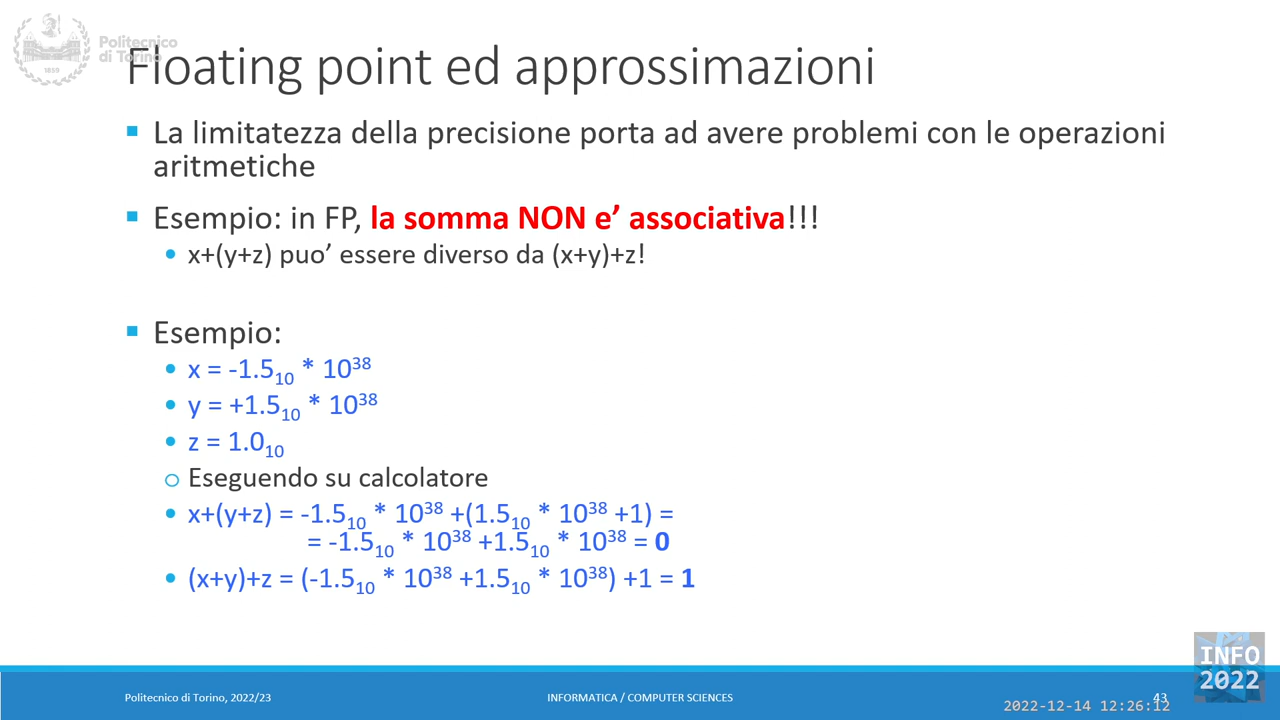 Politecnico
di Torino
1859
Floating point ed approssimazioni
La limitatezza della precisione porta ad avere problemi con le operazioni
aritmetiche
Esempio: in FP, la somma NON e’ associativa!!!
x+(y+z) puo’ essere diverso da (x+y)+z!
Esempio:
x = -1.5₁₀ * 10³⁸
y = +1.5₁₀ * 10³⁸
z = 1.0₁₀
Eseguendo su calcolatore
x+(y+z) = -1.5₁₀ * 10³⁸ +(1.5₁₀ * 10³⁸ +1) =
= -1.5₁₀ * 10³⁸ +1.5₁₀ * 10³⁸ = 0
(x+y)+z = (-1.5₁₀ * 10³⁸ +1.5₁₀ * 10³⁸) +1 = 1
INFO
2022
Politecnico di Torino, 2022/23
INFORMATICA / COMPUTER SCIENCES
43
2022-12-14 12:26:12